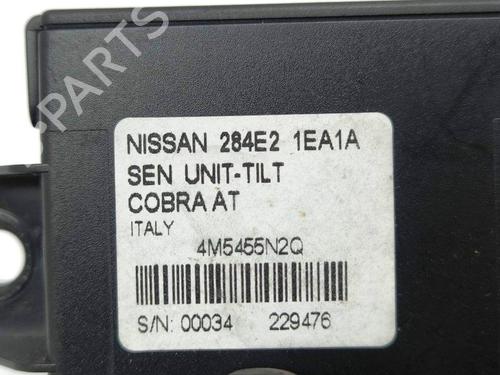 PARTS
NISSAN 284E2 1EA1A
SEN UNIT-TILT
COBRA AT
ITALY
4M5455N2Q
S/N: 00034 229476